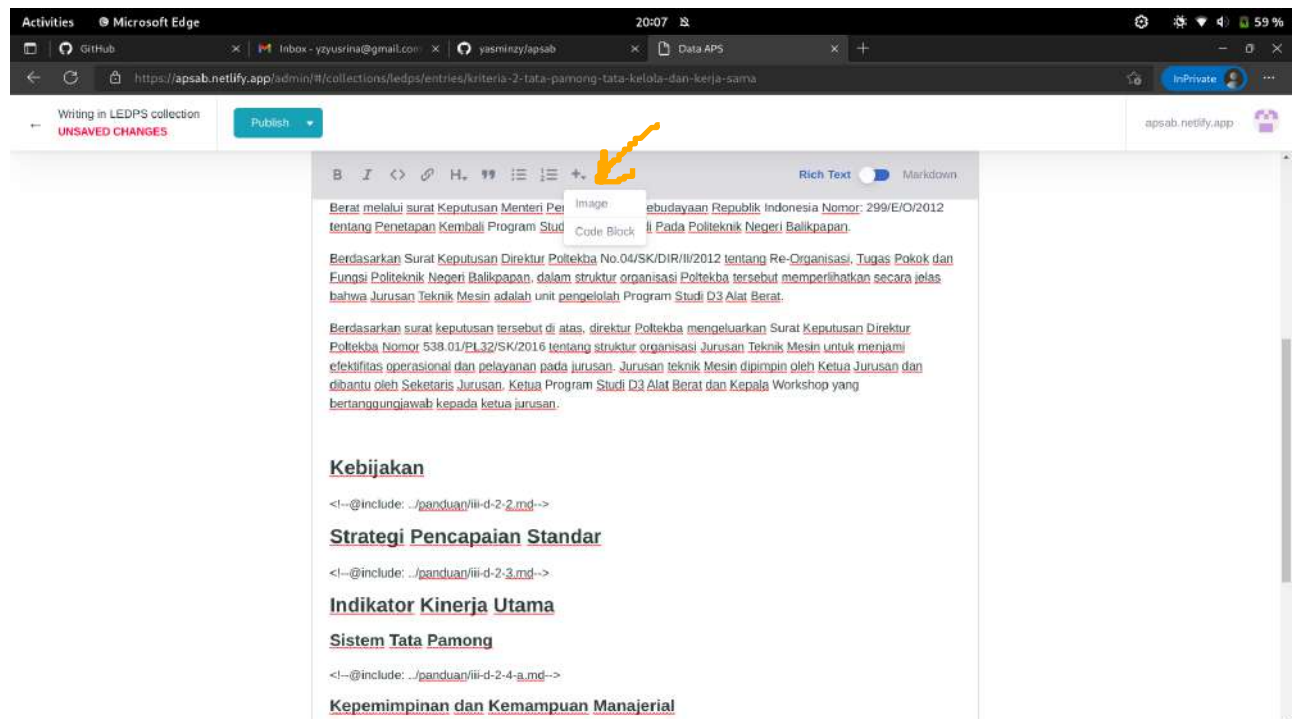 Activities Microsoft Edge 20:07 59 %
GitHub Inbox - yzyusrina@gmail.com yasminzy/apsab Data APS
https://apsab.netlify.app/admin/#/collections/ledps/entries/kriteria-2-tata-pamong-tata-kelola-dan-kerja-sama InPrivate
Writing in LEDPS collection
UNSAVED CHANGES
Publish
apsab.netlify.app
B I <> H Rich Text Markdown
Image
Code Block
Berat melalui surat Keputusan Menteri Pe ebudayaan Republik Indonesia Nomor: 299/E/O/2012
tentang Penetapan Kembali Program Stud i Pada Politeknik Negeri Balikpapan.
Berdasarkan Surat Keputusan Direktur Poltekba No.04/SK/DIR/II/2012 tentang Re-Organisasi, Tugas Pokok dan
Fungsi Politeknik Negeri Balikpapan, dalam struktur organisasi Poltekba tersebut memperlihatkan secara jelas
bahwa Jurusan Teknik Mesin adalah unit pengelolah Program Studi D3 Alat Berat.
Berdasarkan surat keputusan tersebut di atas, direktur Poltekba mengeluarkan Surat Keputusan Direktur
Poltekba Nomor 538.01/PL32/SK/2016 tentang struktur organisasi Jurusan Teknik Mesin untuk menjami
efektifitas operasional dan pelayanan pada jurusan. Jurusan teknik Mesin dipimpin oleh Ketua Jurusan dan
dibantu oleh Seketaris Jurusan, Ketua Program Studi D3 Alat Berat dan Kepala Workshop yang
bertanggungjawab kepada ketua jurusan.
Kebijakan
<!--@include: ../panduan/iii-d-2-2.md-->
Strategi Pencapaian Standar
<!--@include: ../panduan/iii-d-2-3.md-->
Indikator Kinerja Utama
Sistem Tata Pamong
<!--@include: ../panduan/iii-d-2-4-a.md-->
Kepemimpinan dan Kemampuan Manajerial